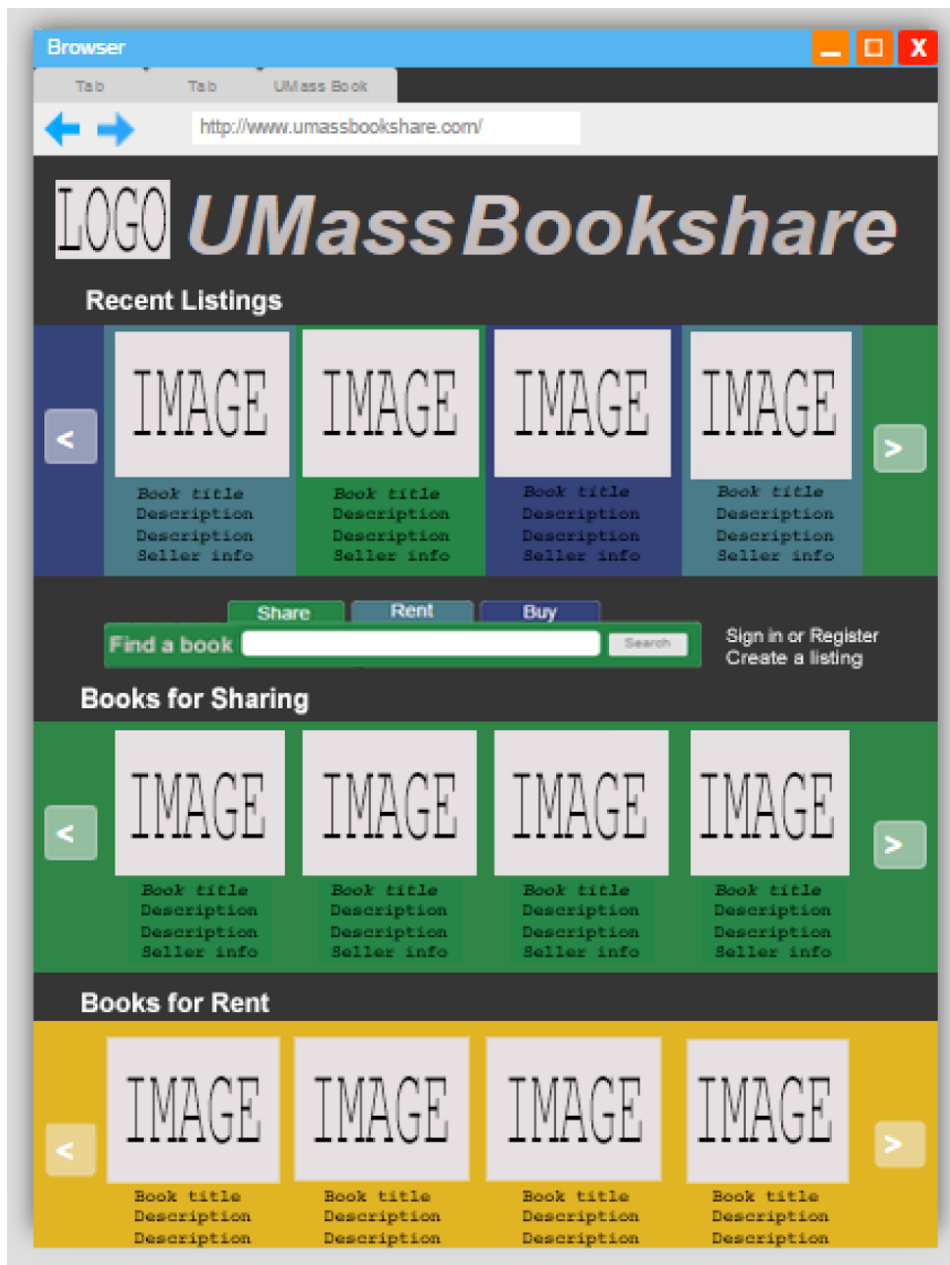 Browser
X
Tab Tab UMass Book
http://www.umassbookshare.com/
LOGO UMassBookshare
Recent Listings
< IMAGE IMAGE IMAGE IMAGE >
Book title Book title Book title Book title
Description Description Description Description
Description Description Description Description
Seller info Seller info Seller info Seller info
Share Rent Buy
Find a book Search
Sign in or Register
Create a listing
Books for Sharing
< IMAGE IMAGE IMAGE IMAGE >
Book title Book title Book title Book title
Description Description Description Description
Description Description Description Description
Seller info Seller info Seller info Seller info
Books for Rent
< IMAGE IMAGE IMAGE IMAGE >
Book title Book title Book title Book title
Description Description Description Description
Description Description Description Description